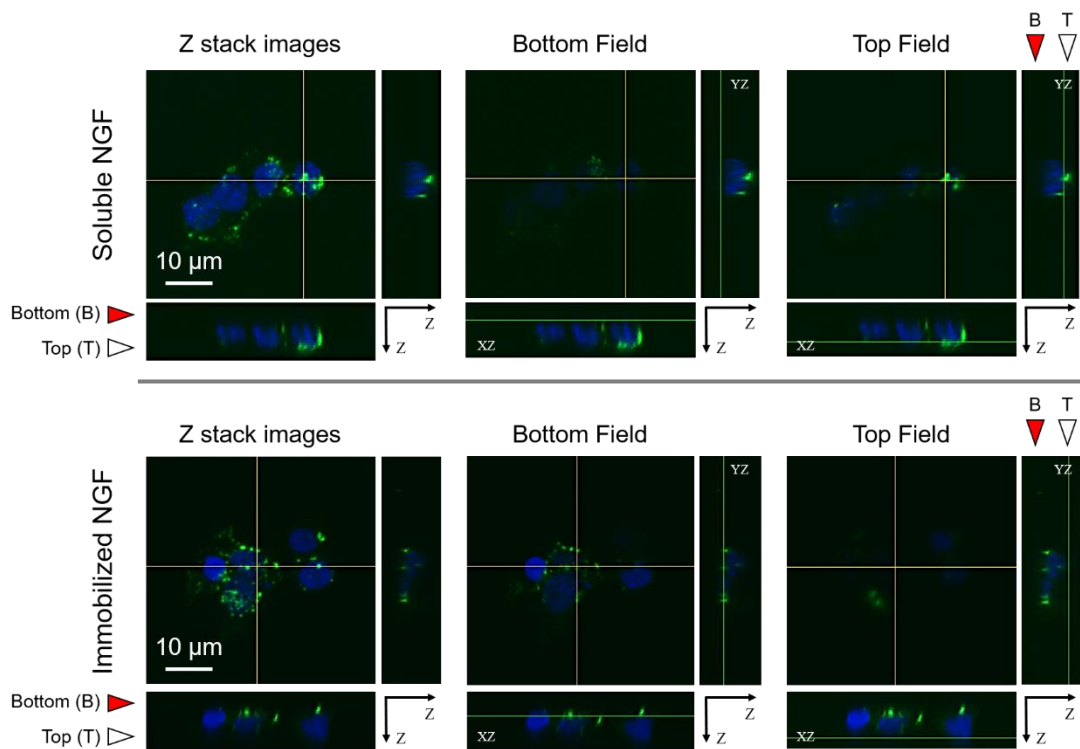 B T
Z stack images Bottom Field Top Field
Soluble NGF
YZ
10 µm
Bottom (B)
Top (T)
Z Z Z
XZ XZ
Z Z Z
B T
Z stack images Bottom Field Top Field
Immobilized NGF
YZ YZ
10 µm
Bottom (B)
Top (T)
Z Z Z
XZ XZ
Z Z Z